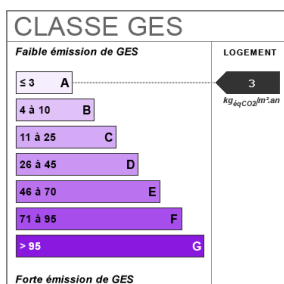 CLASSE GES
Faible émission de GES
LOGEMENT
≤ 3 A
3
4 à 10 B
kgéqCO2/m².an
11 à 25 C
26 à 45 D
46 à 70 E
71 à 95 F
> 95 G
Forte émission de GES